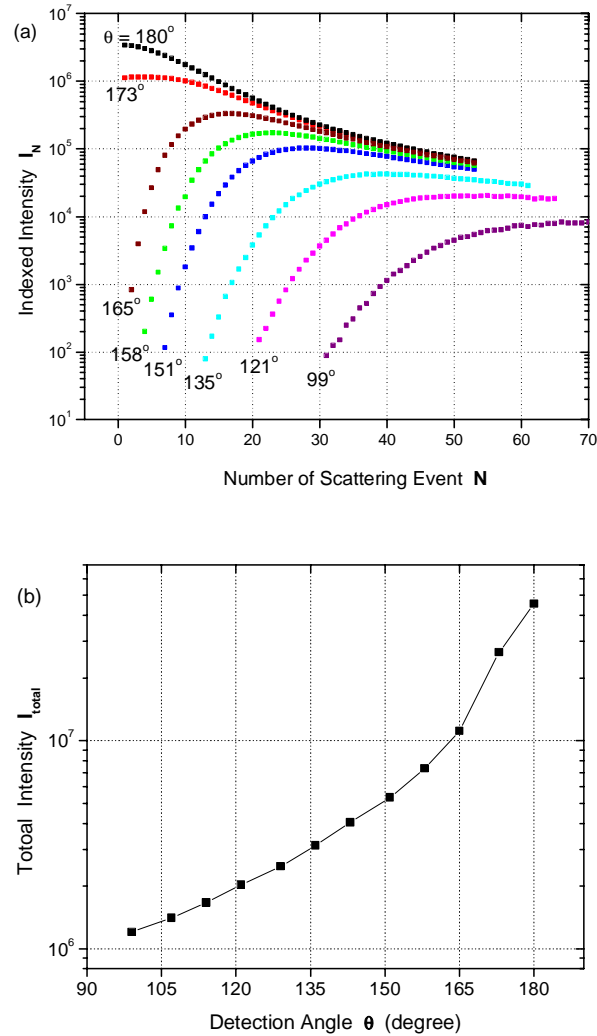 (a)
10^7
10^6
10^5
10^4
10^3
10^2
10^1
Indexed Intensity I_N
θ = 180°
173°
165°
158°
151°
135°
121°
99°
0 10 20 30 40 50 60 70
Number of Scattering Event N
(b)
10^7
10^6
Totoal Intensity I_total
90 105 120 135 150 165 180
Detection Angle θ (degree)